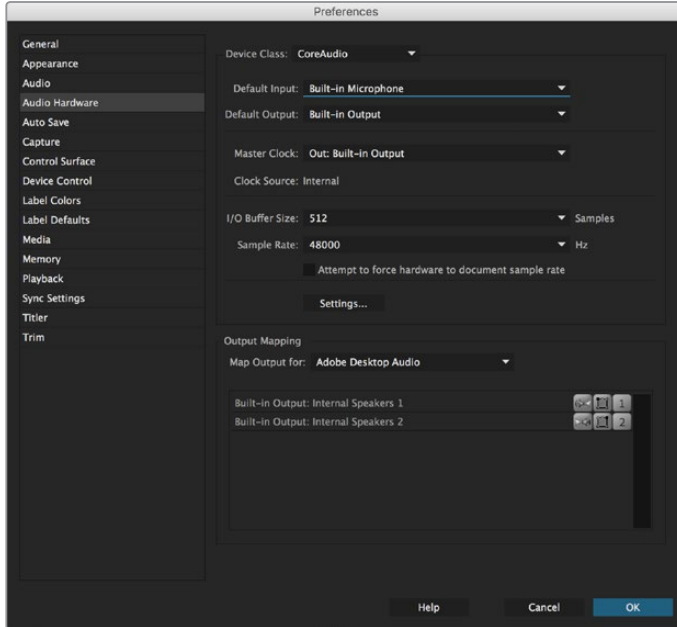 Preferences
General
Appearance
Audio
Audio Hardware
Auto Save
Capture
Control Surface
Device Control
Label Colors
Label Defaults
Media
Memory
Playback
Sync Settings
Titler
Trim
Device Class: CoreAudio
Default Input: Built-in Microphone
Default Output: Built-in Output
Master Clock: Out: Built-in Output
Clock Source: Internal
I/O Buffer Size: 512 Samples
Sample Rate: 48000 Hz
Attempt to force hardware to document sample rate
Settings...
Output Mapping
Map Output for: Adobe Desktop Audio
Built-in Output: Internal Speakers 1 1
Built-in Output: Internal Speakers 2 2
Help Cancel OK